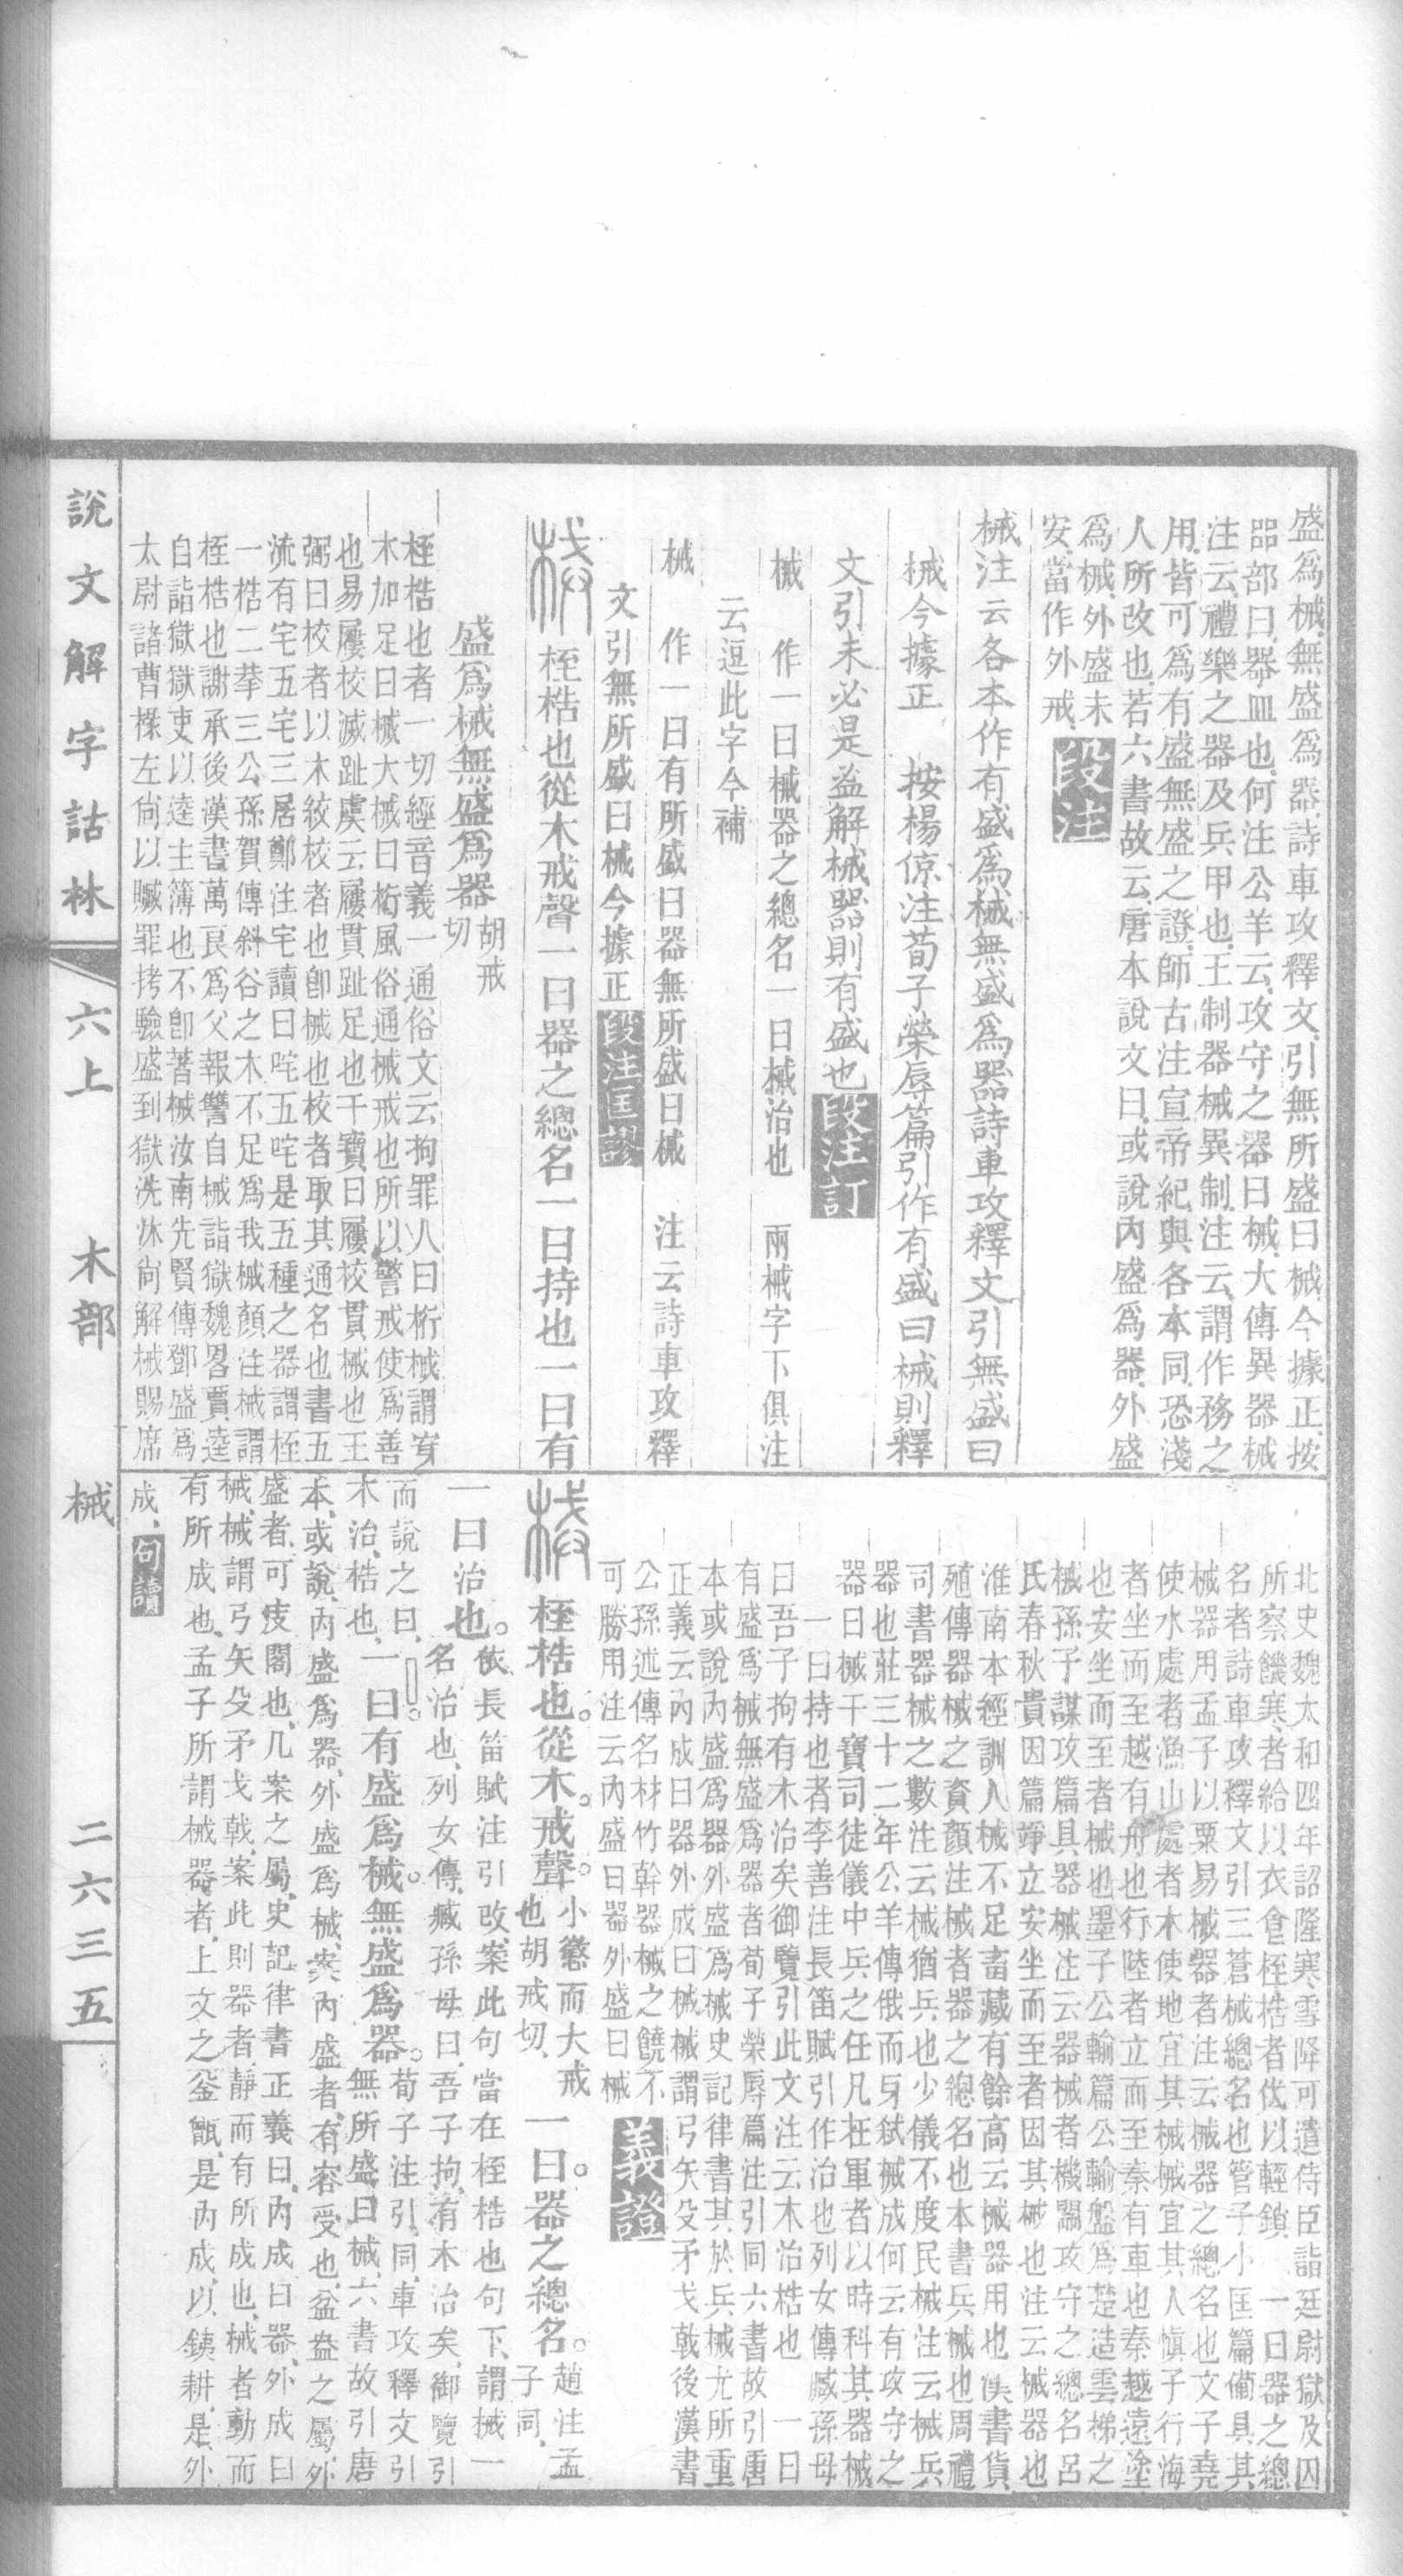 盛爲械、無盛爲器、詩車攻釋文引無所盛曰械、今據正、按
器部曰、器皿也、何注公羊云、攻守之器曰械、大傳異器械
注云、禮樂之器及兵甲也、王制器械異制、注云、謂作務之
用、皆可爲有盛無盛之證、師古注宣帝紀與各本同、恐淺
人所改也、若六書故云、唐本說文曰、或說內盛爲器、外盛
爲械、外盛未
安、當作外戒、段注
械注云各本作有盛爲械無盛爲器詩車攻釋文引無盛曰
械今據正 按楊倞注荀子榮辱篇引作有盛曰械則釋
文引未必是益解械器則有盛也段注訂
械 作一曰械器之總名一曰械治也 兩械字下俱注
云逗此字今補
械 作一曰有所盛曰器無所盛曰械 注云詩車攻釋
文引無所盛曰械今據正段注匡謬
桎梏也從木戒聲一曰器之總名一曰持也一曰有
盛爲械無盛爲器胡戒切
桎梏也者一切經音義一通俗文云拘罪人曰桁械謂穿
木加足曰械大械曰桁風俗通械戒也所以警戒使爲善
也易屨校滅趾虞云屨貫趾足也干寶曰屨校貫械也王
弼曰校者以木絞校者也卽械也校者取其通名也書五
流有宅五宅三居鄭注宅讀曰咤五咤是五種之器謂桎
一梏二拲三公孫賀傳斜谷之木不足爲我械顏注械謂
桎梏也謝承後漢書萬良爲父報讐自械詣獄魏畧賈逵
自詣獄獄吏以逵主簿也不卽著械汝南先賢傳鄧盛爲
太尉諸曹掾左尙以贓罪拷驗盛到獄洗沐尙解械賜席
北史魏太和四年詔隆寒雪降可遣侍臣詣廷尉獄及囚
所察饑寒者給以衣食桎梏者代以輕鎖 一曰器之總
名者詩車攻釋文引三蒼械總名也管子小匡篇備具其
械器用孟子以粟易械器者注云械器之總名也文子堯
使水處者漁山處者木使地宜其械械宜其人愼子行海
者坐而至越有舟也行陸者立而至秦有車也秦越遠塗
也安坐而至者械也墨子公輸篇公輸盤爲楚造雲梯之
械孫子謀攻篇具器械注云器械者機關攻守之總名呂
氏春秋貴因篇竫立安坐而至者因其械也注云械器也
淮南本經訓人械不足畜藏有餘高云械器用也漢書貨
殖傳器械之資顏注械者器之總名也本書兵械也周禮
司書器械之數注云械猶兵也少儀不度民械注云械兵
器也莊三十二年公羊傳俄而牙弑械成何云有攻守之
器曰械干寶司徒儀中兵之任凡在軍者以時科其器械
一曰持也者李善注長笛賦引作治也列女傳臧孫母
曰吾子拘有木治矣御覽引此文注云木治梏也 一曰
有盛爲械無盛爲器者荀子榮辱篇注引同六書故引唐
本或說內盛爲器外盛爲械史記律書其於兵械尤所重
正義云內成曰器外成曰械械謂弓矢殳矛戈戟後漢書
公孫述傳名材竹幹器械之饒不
可勝用注云內盛曰器外盛曰械義證
桎梏也。從木。戒聲。小懲而大戒也胡戒切、一曰器之總名。趙注孟子同、
一曰治也。依長笛賦注引改、案此句當在桎梏也句下、謂械一
名治也、列女傳、臧孫母曰、吾子拘、有木治矣、御覽引
而說之曰、
木治、梏也、一曰有盛爲械。無盛爲器。荀子注引同、車攻釋文引無所盛曰械、六書故引唐
本、或說、內盛爲器、外盛爲械、案內盛者、有容受也、盆盎之屬、外
盛者、可庋閣也、几案之屬、史記律書正義曰、內成曰器、外成曰
械、械謂弓矢殳矛戈戟、案此則器者、靜而有所成也、械者動而
有所成也、孟子所謂械器者、上文之釜甑、是內成、以鐵耕、是外
成、句讀
說文解字詁林 六上 木部 械 二六三五